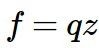 f = qz